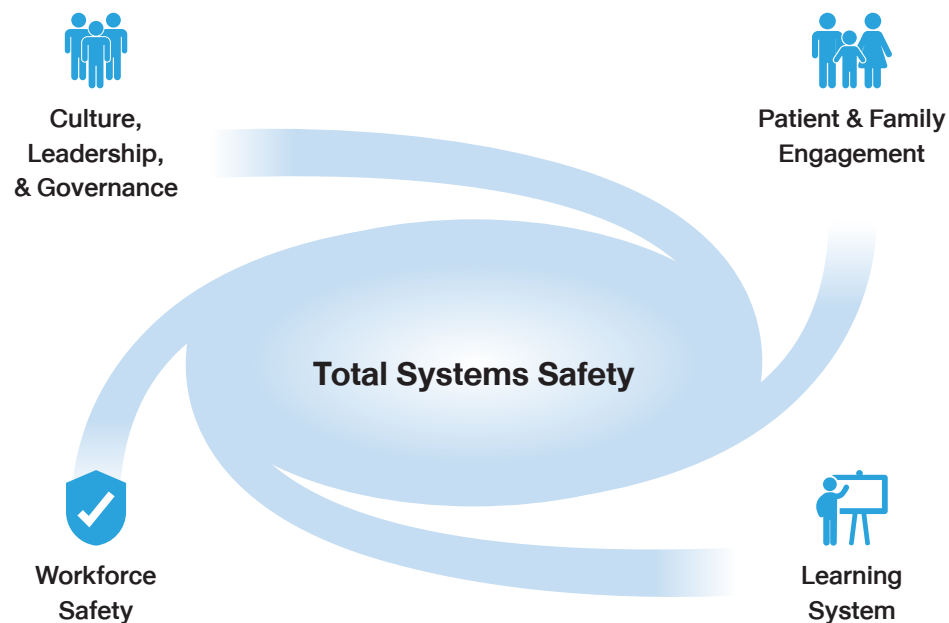 Culture,
Leadership,
& Governance
Patient & Family
Engagement
Total Systems Safety
Workforce
Safety
Learning
System